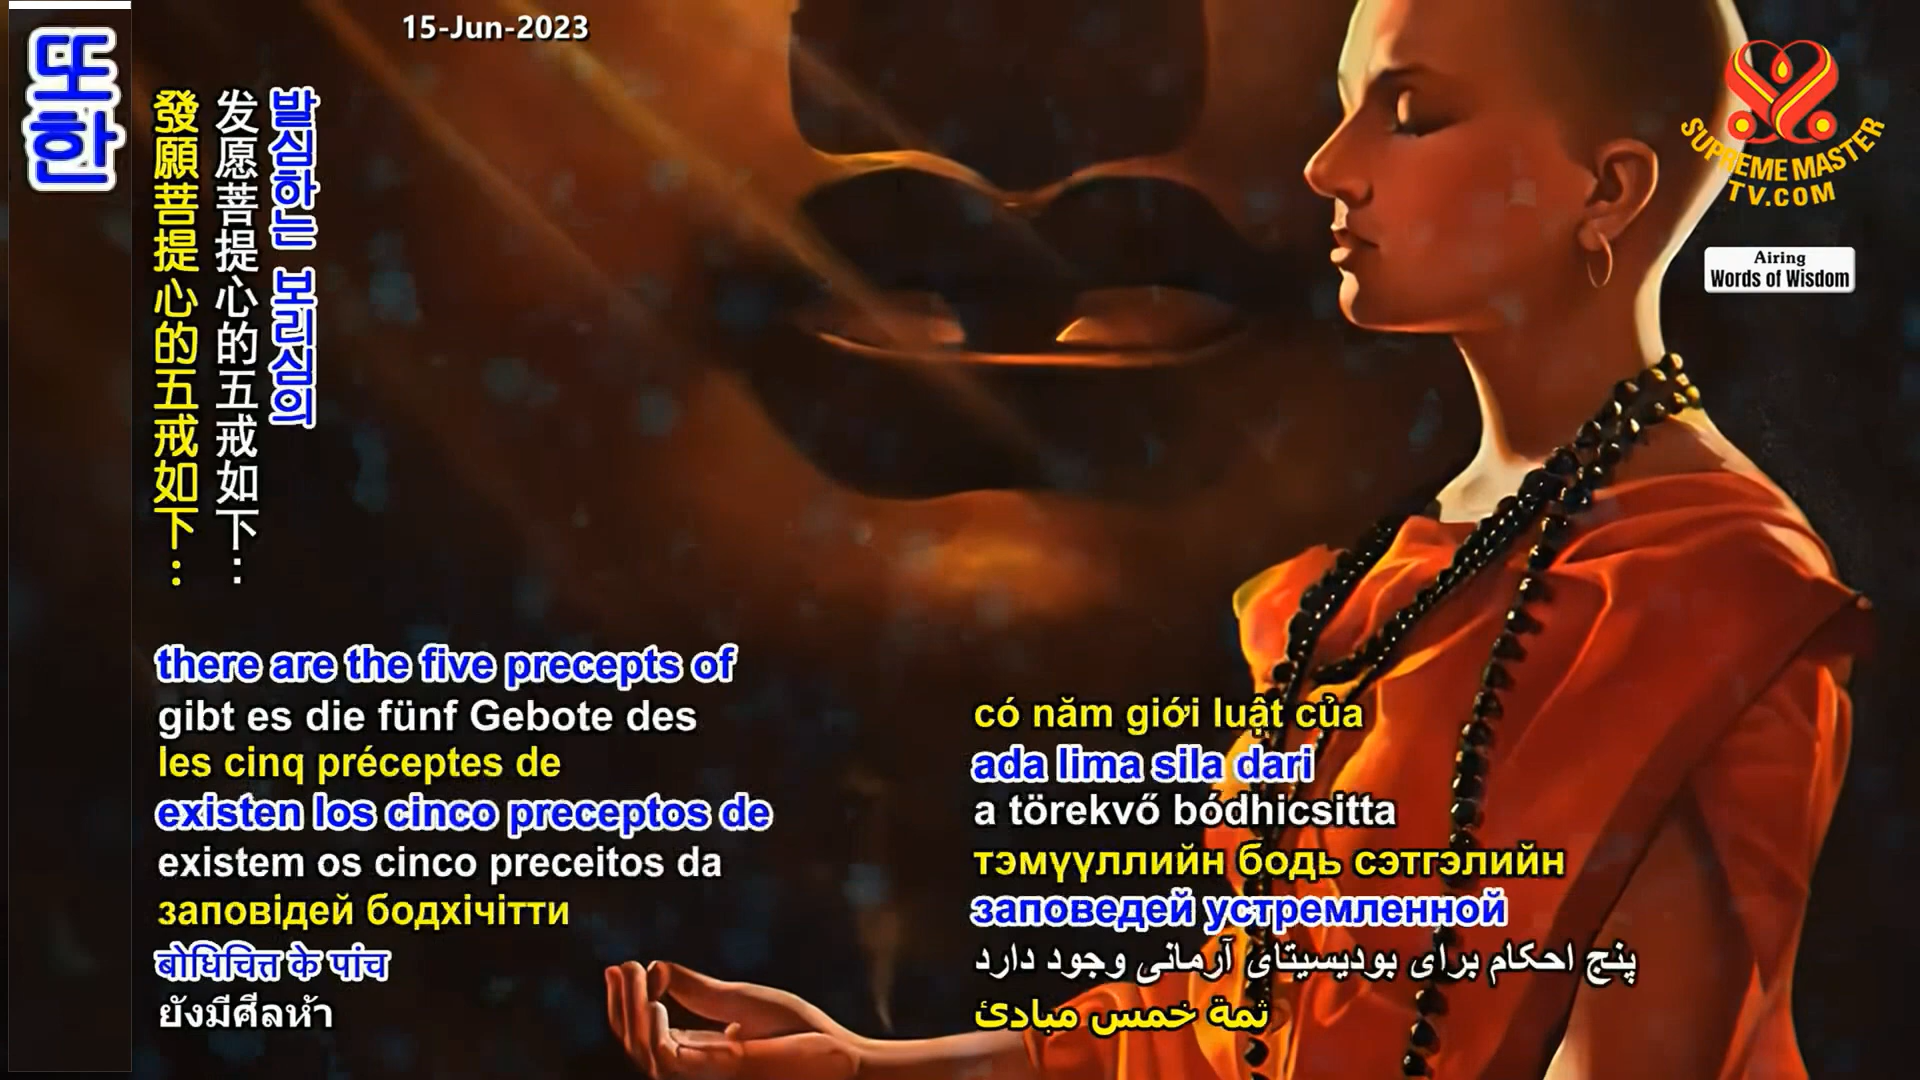 15-Jun-2023
또한
發願菩提心的五戒如下：
发愿菩提心的五戒如下：
발심하는 보리심의
SUPREME MASTER
TV.COM
Airing
Words of Wisdom
there are the five precepts of
gibt es die fünf Gebote des
les cinq préceptes de
existen los cinco preceptos de
existem os cinco preceitos da
заповідей бодхічітти
बोधिचित्त के पांच
ยังมีศีลห้า
có năm giới luật của
ada lima sila dari
a törekvő bódhicsitta
тэмүүллийн бодь сэтгэлийн
заповедей устремленной
پنج احکام برای بودیسیتای آرمانی وجود دارد
ثمة خمس مبادئ